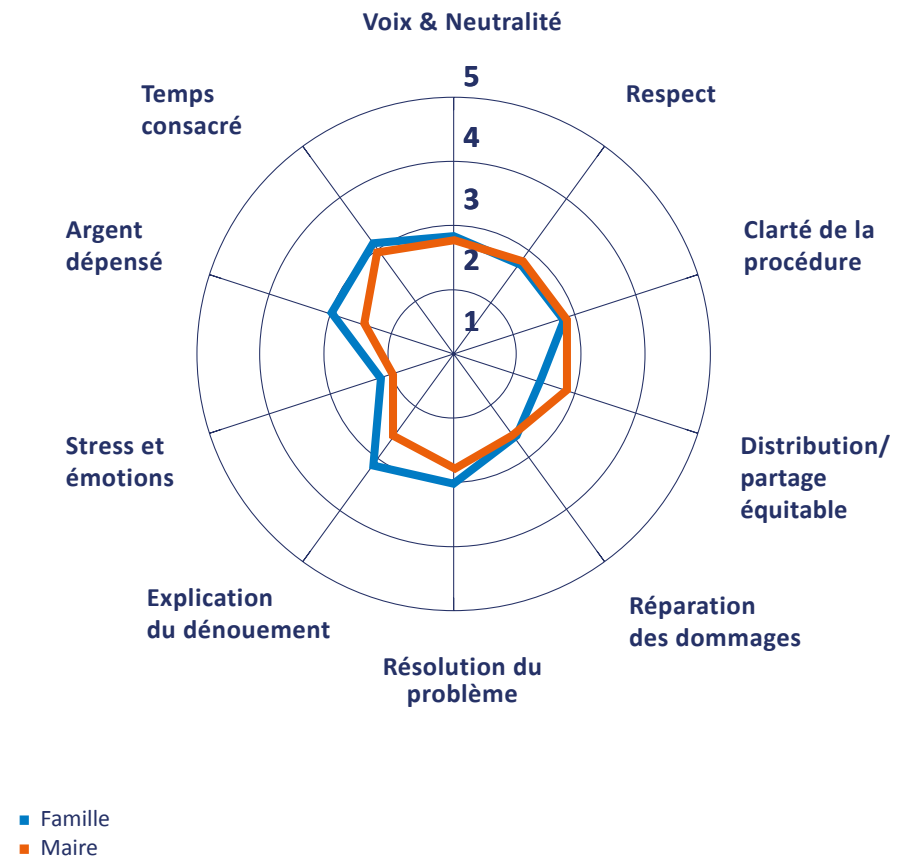 Voix & Neutralité
5
Temps
consacré
Respect
4
3
Argent
dépensé
Clarté de la
procédure
2
1
Stress et
émotions
Distribution/
partage
équitable
Explication
du dénouement
Réparation
des dommages
Résolution du
problème
Famille
Maire